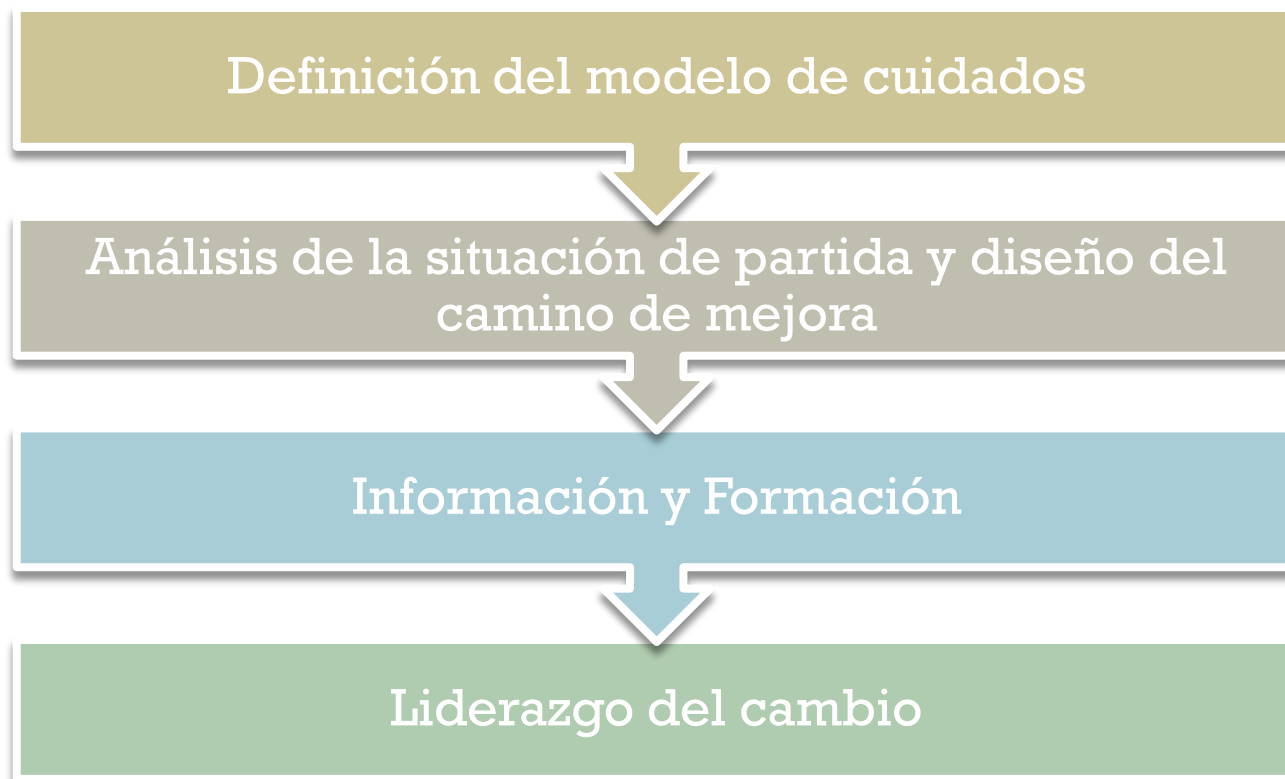 Definición del modelo de cuidados
Análisis de la situación de partida y diseño del
camino de mejora
Información y Formación
Liderazgo del cambio